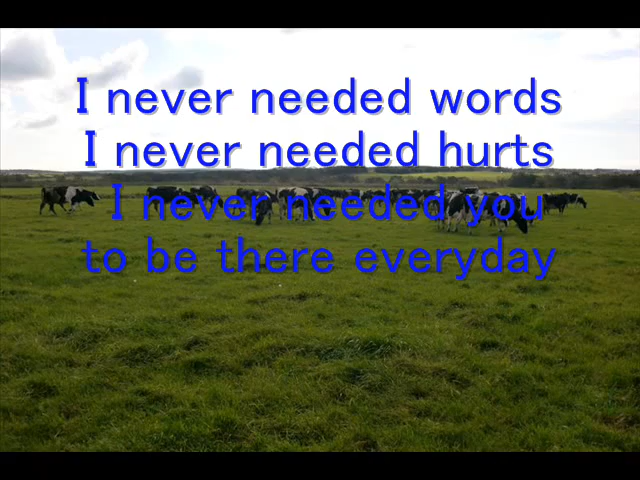 I never needed words
I never needed hurts
I never needed you
to be there everyday